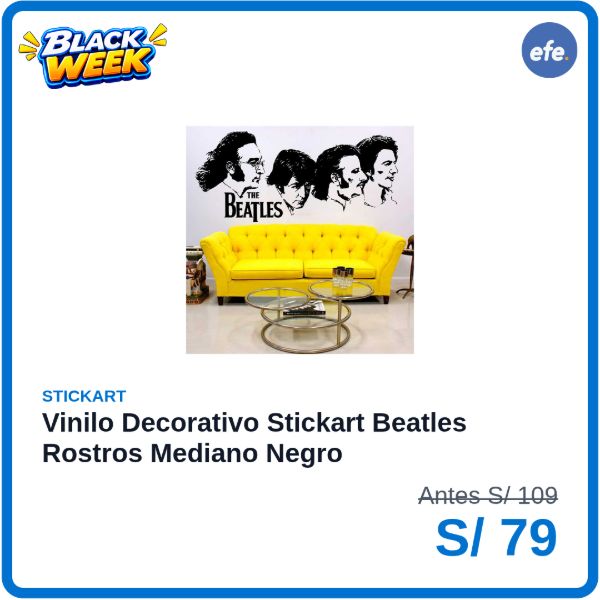 BLACK
WEEK
efe.
THE
BEATLES
STICKART
Vinilo Decorativo Stickart Beatles
Rostros Mediano Negro
Antes S/ 109
S/ 79